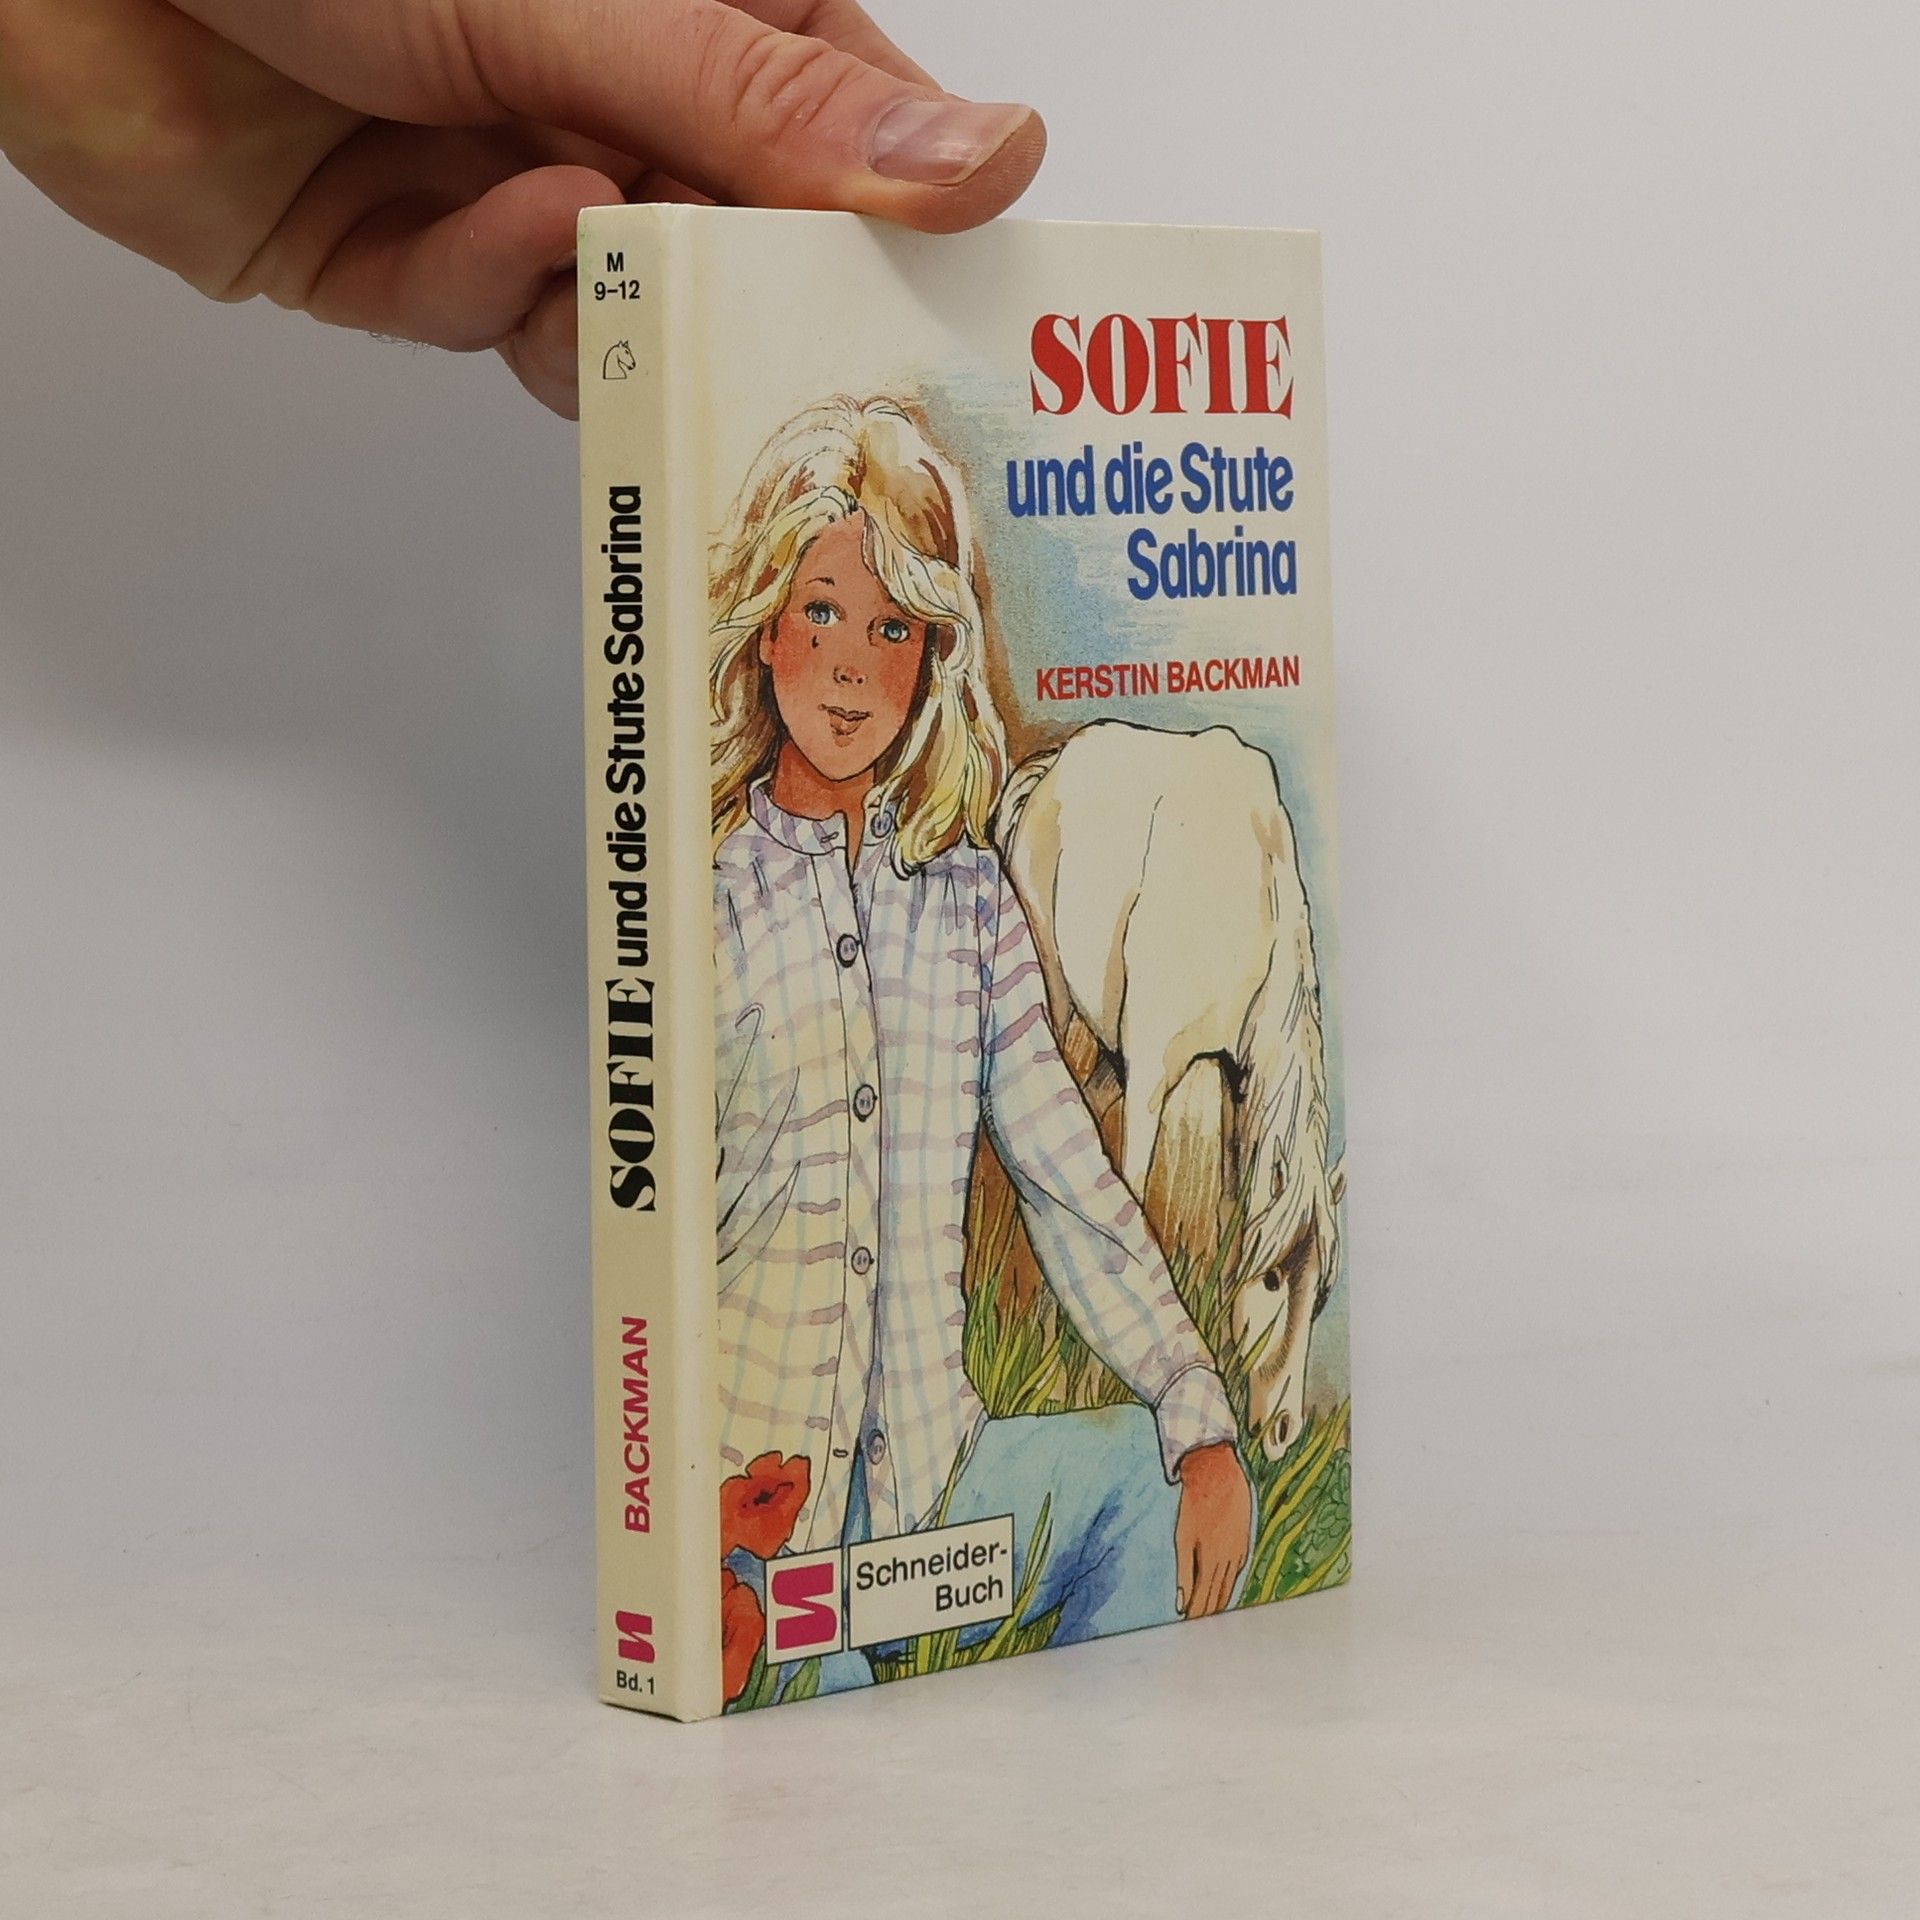 M
9-12
SOFIE und die Stute Sabrina
BACKMAN
Bd. 1
SOFIE
und die Stute
Sabrina
KERSTIN BACKMAN
Schneider-
Buch